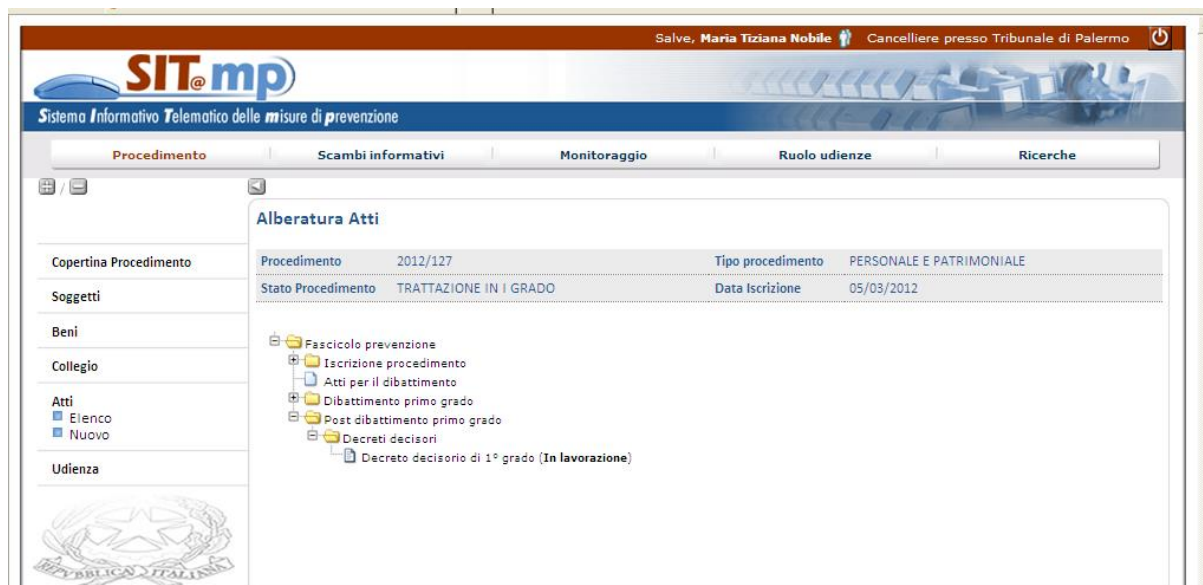 Salve, Maria Tiziana Nobile Cancelliere presso Tribunale di Palermo
SIT@mp
Sistema Informativo Telematico delle misure di prevenzione
Procedimento Scambi informativi Monitoraggio Ruolo udienze Ricerche
/
Alberatura Atti
Copertina Procedimento
Soggetti
Beni
Collegio
Atti
Elenco
Nuovo
Udienza
REPVBBLICA ITALIANA
Procedimento 2012/127 Tipo procedimento PERSONALE E PATRIMONIALE
Stato Procedimento TRATTAZIONE IN I GRADO Data Iscrizione 05/03/2012
Fascicolo prevenzione
Iscrizione procedimento
Atti per il dibattimento
Dibattimento primo grado
Post dibattimento primo grado
Decreti decisori
Decreto decisorio di 1º grado (In lavorazione)